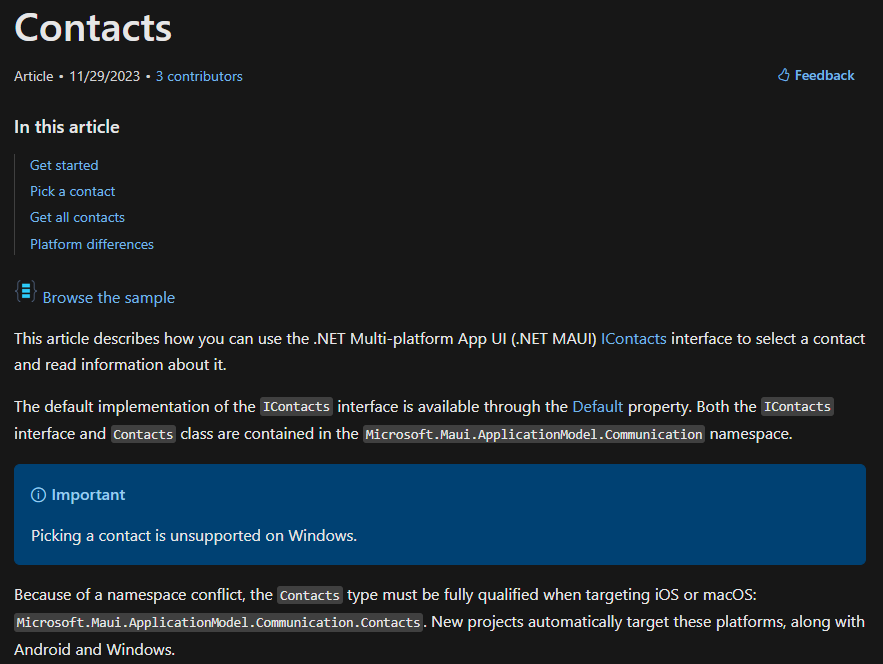 Contacts
Article • 11/29/2023 • 3 contributors
Feedback
In this article
Get started
Pick a contact
Get all contacts
Platform differences
Browse the sample
This article describes how you can use the .NET Multi-platform App UI (.NET MAUI) IContacts interface to select a contact
and read information about it.
The default implementation of the IContacts interface is available through the Default property. Both the IContacts
interface and Contacts class are contained in the Microsoft.Maui.ApplicationModel.Communication namespace.
Important
Picking a contact is unsupported on Windows.
Because of a namespace conflict, the Contacts type must be fully qualified when targeting iOS or macOS:
Microsoft.Maui.ApplicationModel.Communication.Contacts. New projects automatically target these platforms, along with
Android and Windows.